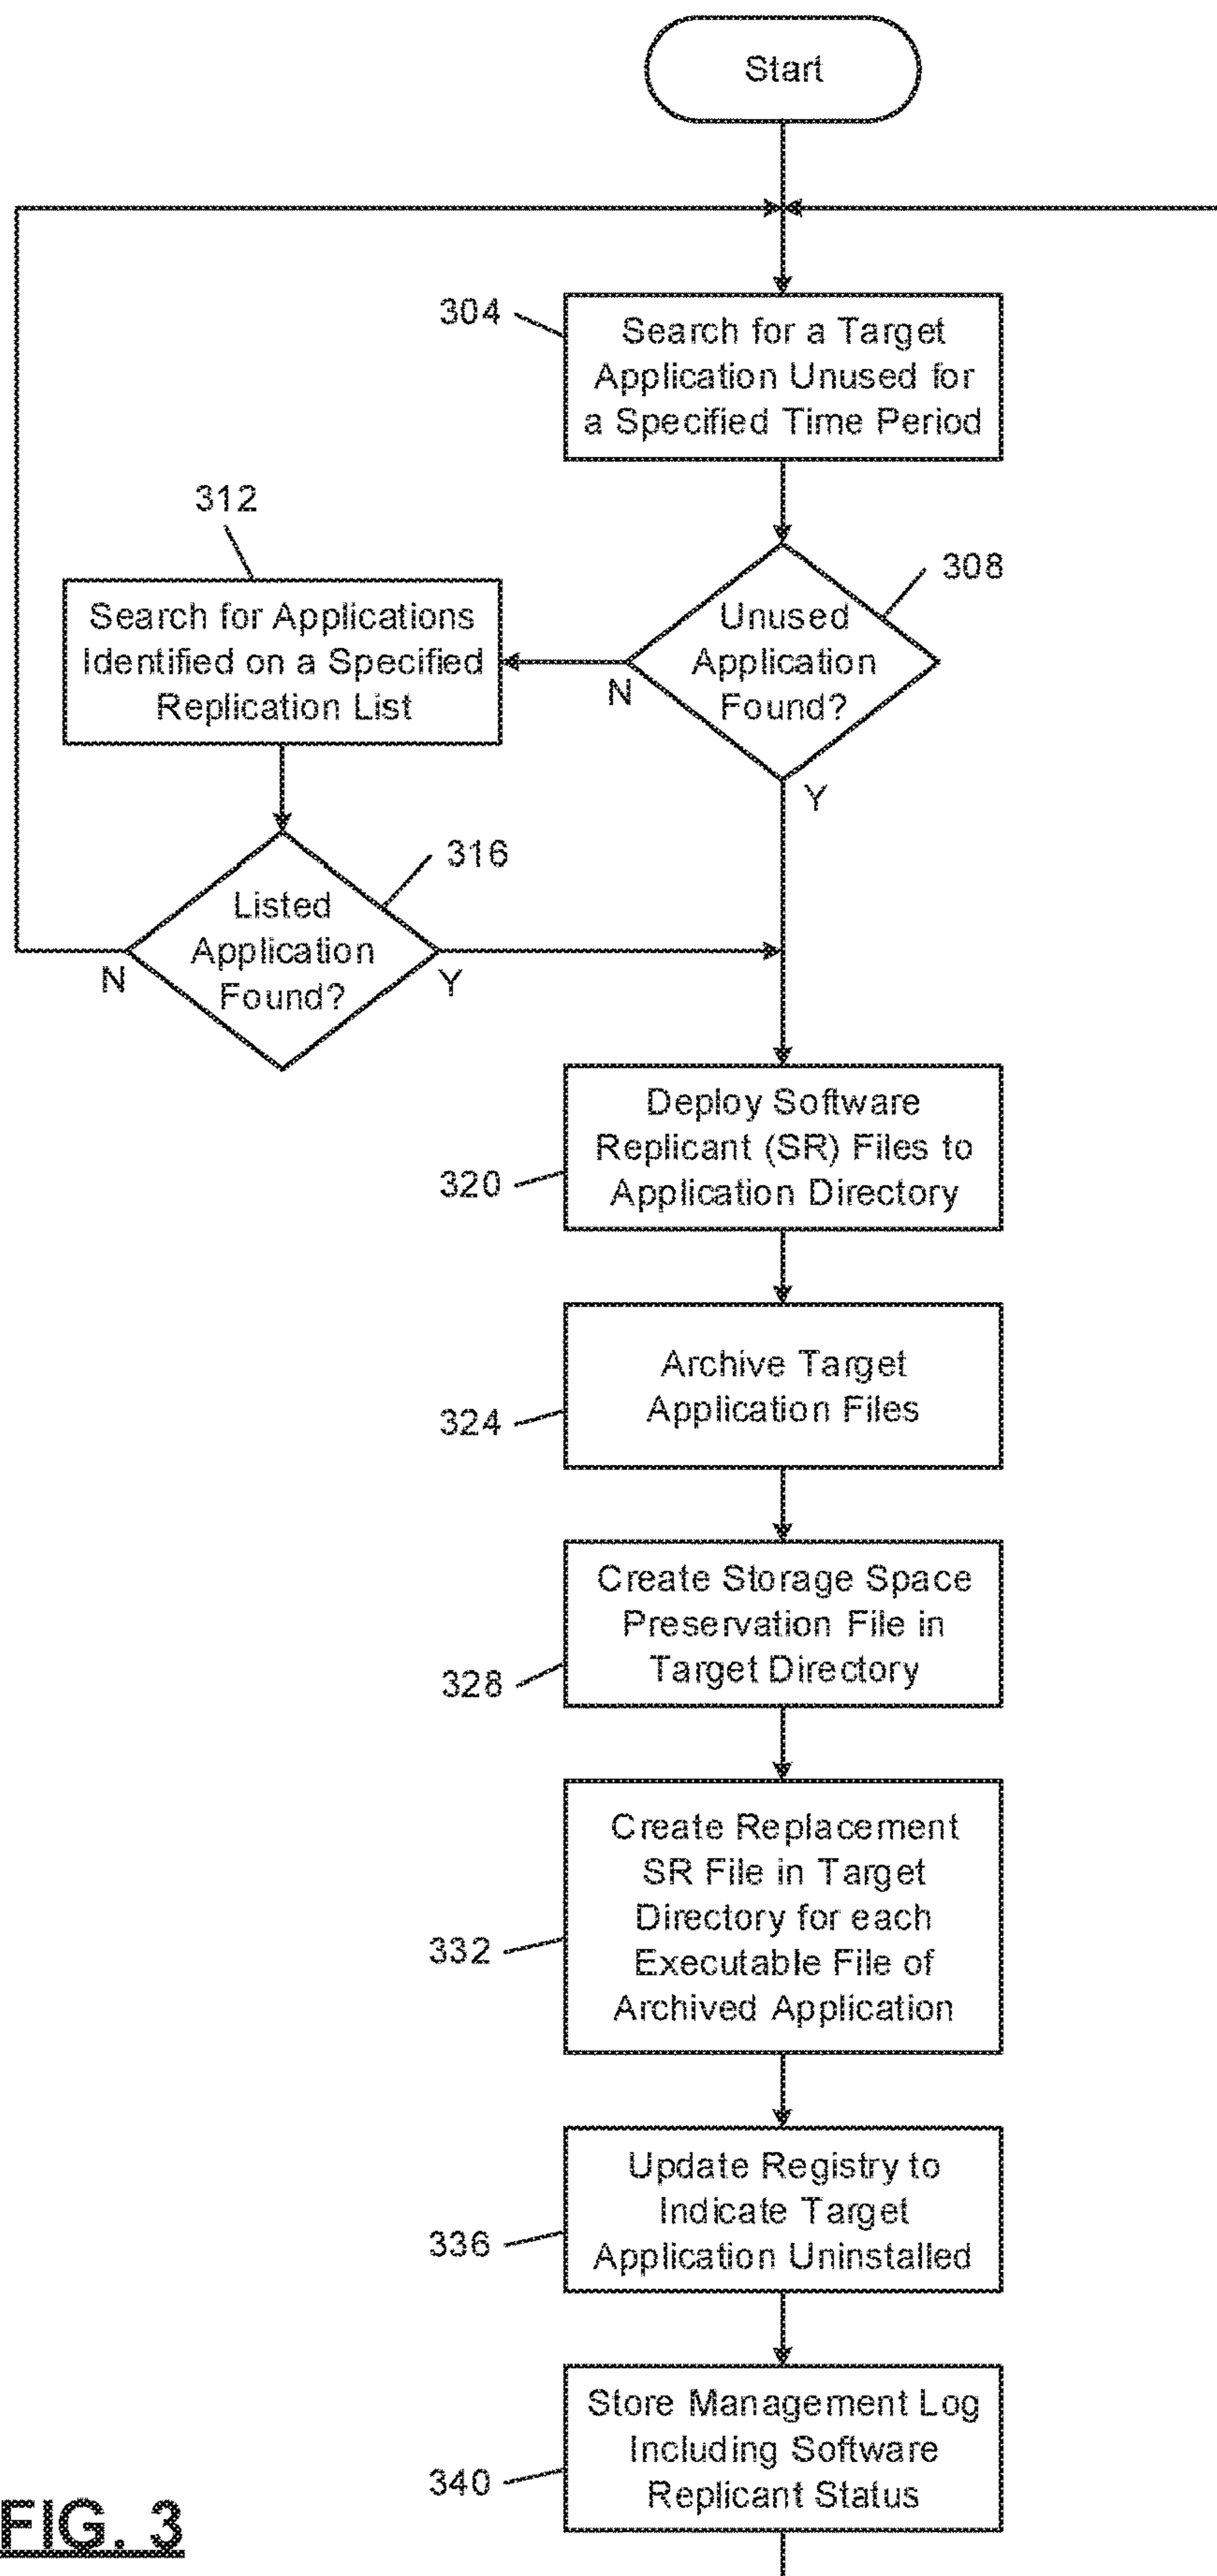 Start
304
Search for a Target
Application Unused for
a Specified Time Period
312
308
Search for Applications
Identified on a Specified
Replication List
Unused
Application
Found?
N
Y
316
Listed
Application
Found?
N
Y
Deploy Software
Replicant (SR) Files to
Application Directory
320
Archive Target
Application Files
324
Create Storage Space
Preservation File in
Target Directory
328
Create Replacement
SR File in Target
Directory for each
Executable File of
Archived Application
332
Update Registry to
Indicate Target
Application Uninstalled
336
Store Management Log
Including Software
Replicant Status
340
FIG. 3